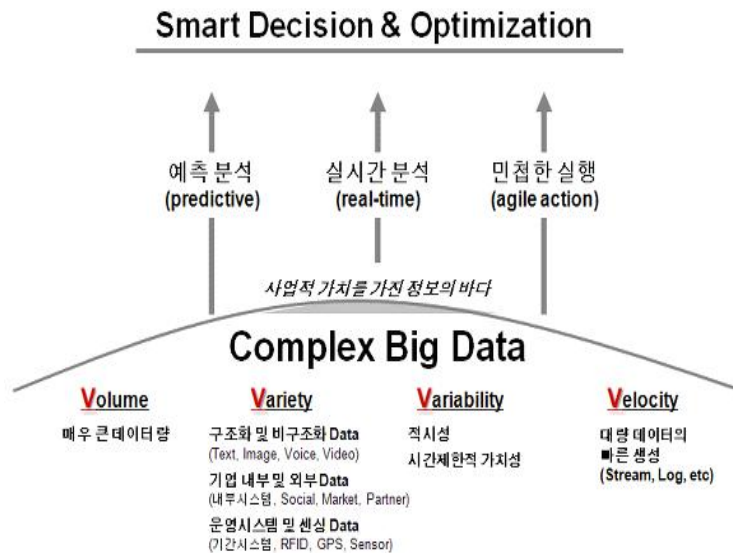 Smart Decision & Optimization
예측 분석
(predictive)
실시간 분석
(real-time)
민첩한 실행
(agile action)
사업적 가치를 가진 정보의 바다
Complex Big Data
Volume
매우 큰 데이터 량
Variety
구조화 및 비구조화 Data
(Text, Image, Voice, Video)
기업 내부 및 외부 Data
(내부시스템, Social, Market, Partner)
운영시스템 및 센싱 Data
(기간시스템, RFID, GPS, Sensor)
Variability
적시성
시간제한적 가치성
Velocity
대량 데이터의
빠른 생성
(Stream, Log, etc)